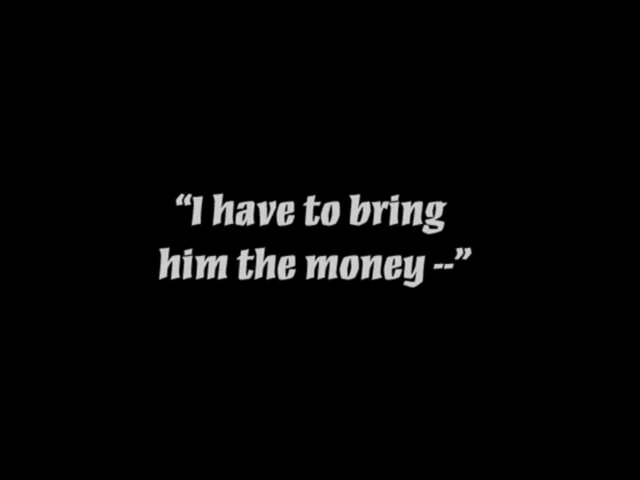 “I have to bring
him the money --”